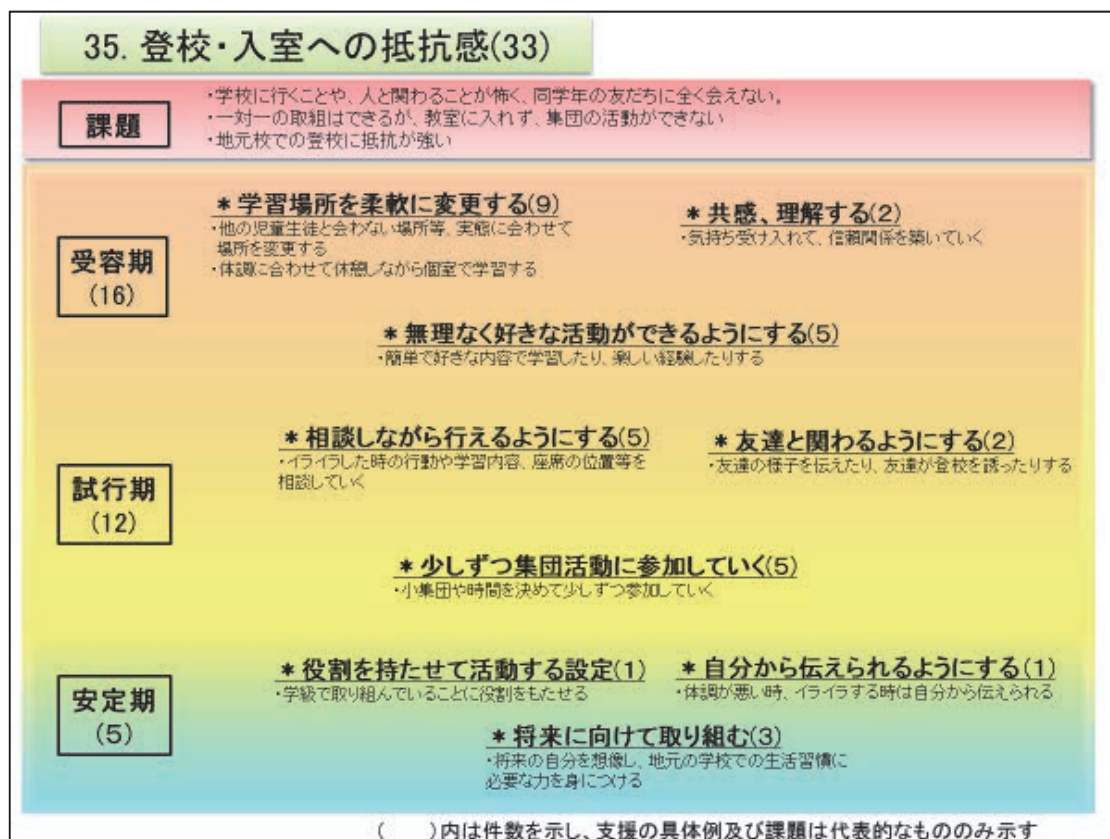 35. 登校・入室への抵抗感(33)
課題
・学校に行くことや、人と関わることが怖く、同学年の友だちに全く会えない。
・一対一の取組はできるが、教室に入れず、集団の活動ができない
・地元校での登校に抵抗が強い
受容期
(16)
＊学習場所を柔軟に変更する(9)
・他の児童生徒と会わない場所等、実態に合わせて
場所を変更する
・体調に合わせて休憩しながら個室で学習する
＊共感、理解する(2)
・気持ち受け入れて、信頼関係を築いていく
＊無理なく好きな活動ができるようにする(5)
・簡単で好きな内容で学習したり、楽しい経験したりする
試行期
(12)
＊相談しながら行えるようにする(5)
・イライラした時の行動や学習内容、座席の位置等を
相談していく
＊友達と関わるようにする(2)
・友達の様子を伝えたり、友達が登校を誘ったりする
＊少しずつ集団活動に参加していく(5)
・小集団や時間を決めて少しずつ参加していく
安定期
(5)
＊役割を持たせて活動する設定(1)
・学級で取り組んでいることに役割をもたせる
＊自分から伝えられるようにする(1)
・体調が悪い時、イライラする時は自分から伝えられる
＊将来に向けて取り組む(3)
・将来の自分を想像し、地元の学校での生活習慣に
必要な力を身につける
(　　)内は件数を示し、支援の具体例及び課題は代表的なもののみ示す